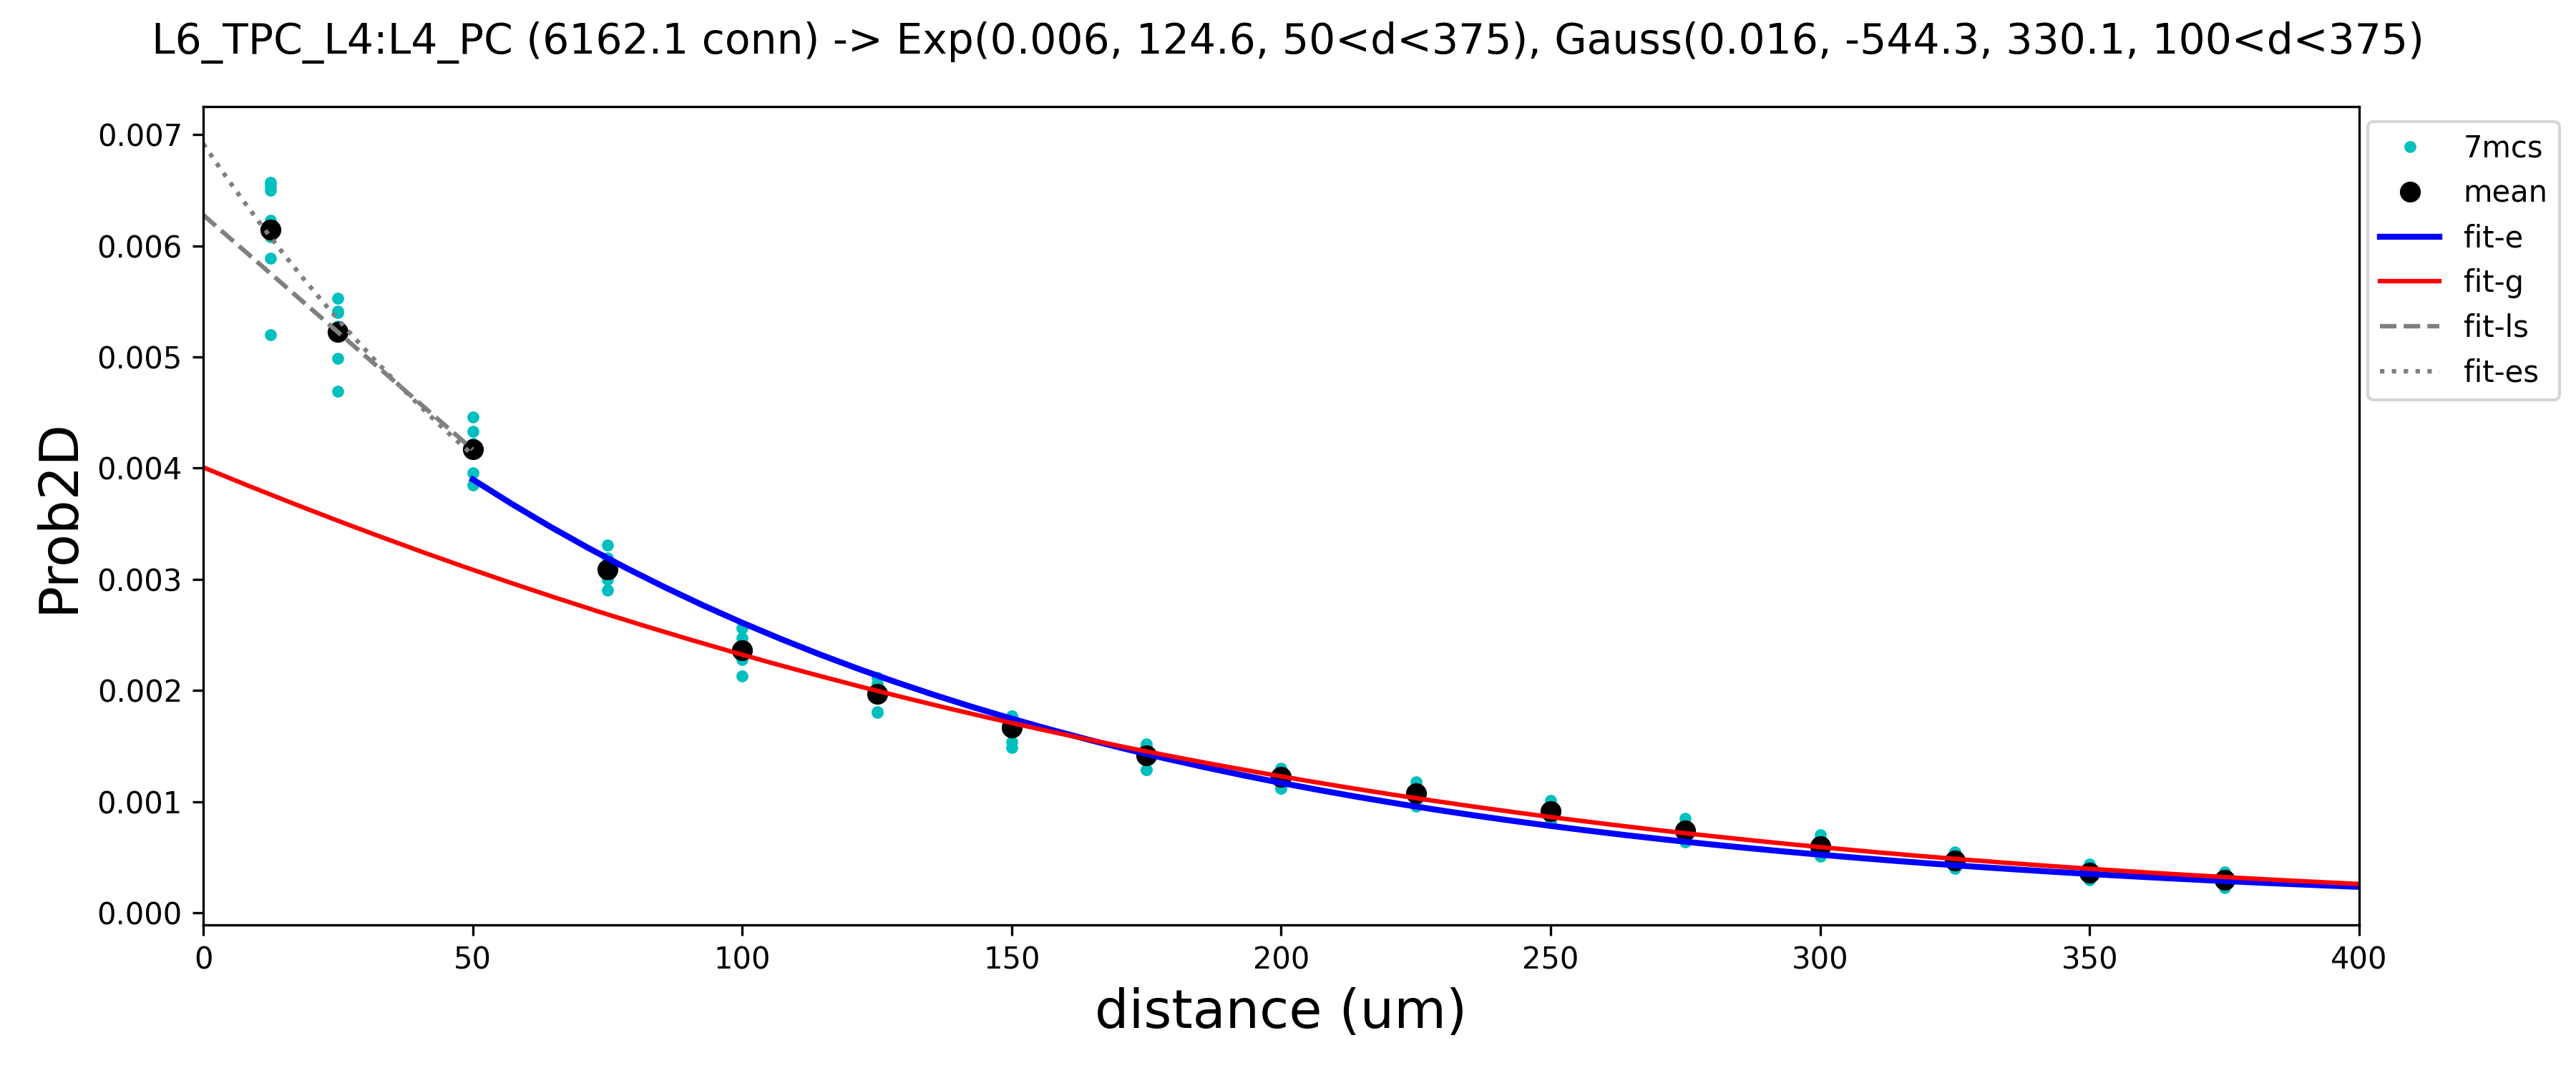 L6_TPC_L4:L4_PC (6162.1 conn) -> Exp(0.006, 124.6, 50<d<375), Gauss(0.016, -544.3, 330.1, 100<d<375)
0.007
0.006
0.005
0.004
0.003
0.002
0.001
0.000
Prob2D
0 50 100 150 200 250 300 350 400
distance (um)
7mcs
mean
fit-e
fit-g
fit-ls
fit-es